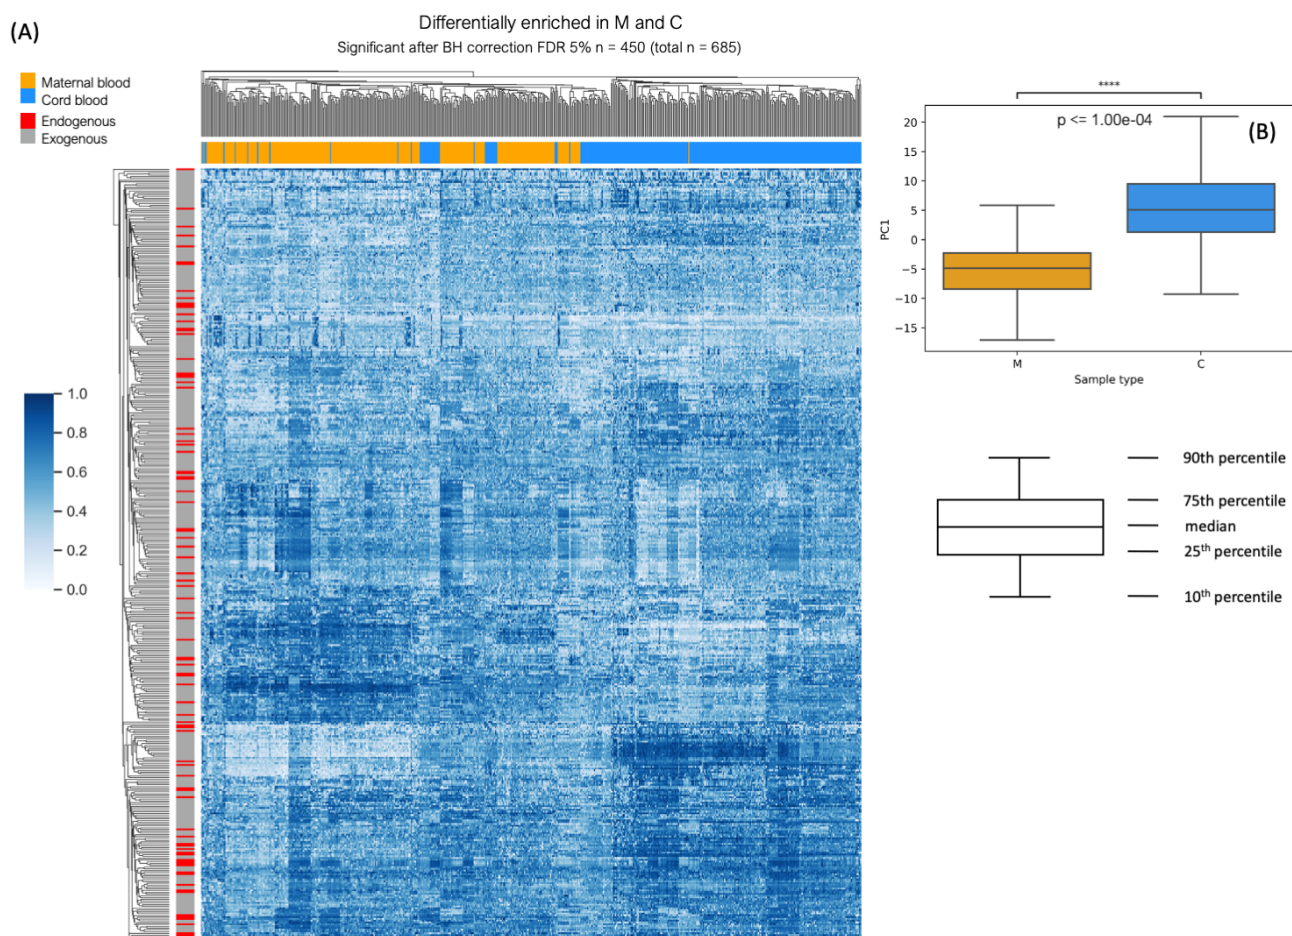 (A)
Differentially enriched in M and C
Significant after BH correction FDR 5% n = 450 (total n = 685)
Maternal blood
Cord blood
Endogenous
Exogenous
1.0
0.8
0.6
0.4
0.2
0.0
(B)
****
p <= 1.00e-04
20
15
10
5
0
−5
−10
−15
PC1
M
C
Sample type
90th percentile
75th percentile
median
25th percentile
10th percentile